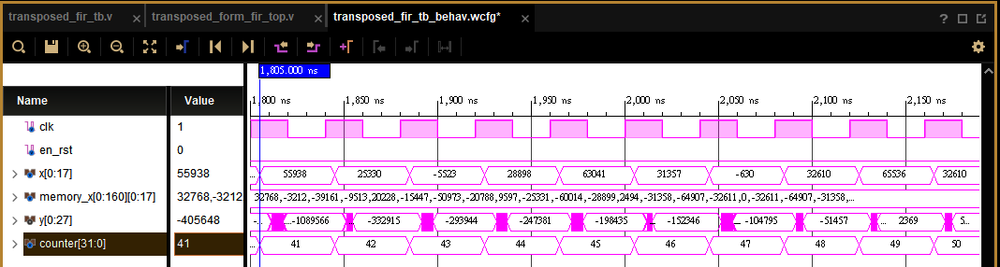 transposed_fir_tb.v × transposed_form_fir_top.v × transposed_fir_tb_behav.wcfg* × ?
1,805.000 ns
Name Value
1,800 ns 1,850 ns 1,900 ns 1,950 ns 2,000 ns 2,050 ns 2,100 ns 2,150 ns
clk 1
en_rst 0
x[0:17] 55938 ... 55938 25330 -5523 28898 63041 31357 -630 32610 65536 32610
memory_x[0:160][0:17] 32768,-3212 32768,-3212,-39161,-9513,20228,-15447,-50973,-20788,9597,-25331,-60014,-28899,2494,-31358,-64907,-32611,0,-32611,-64907,-31358,...
y[0:27] -405648 -... -1089566 -332915 -293944 -247381 -198435 -152346 -104795 -51457 ... 2369 5...
counter[31:0] 41 ... 41 42 43 44 45 46 47 48 49 50